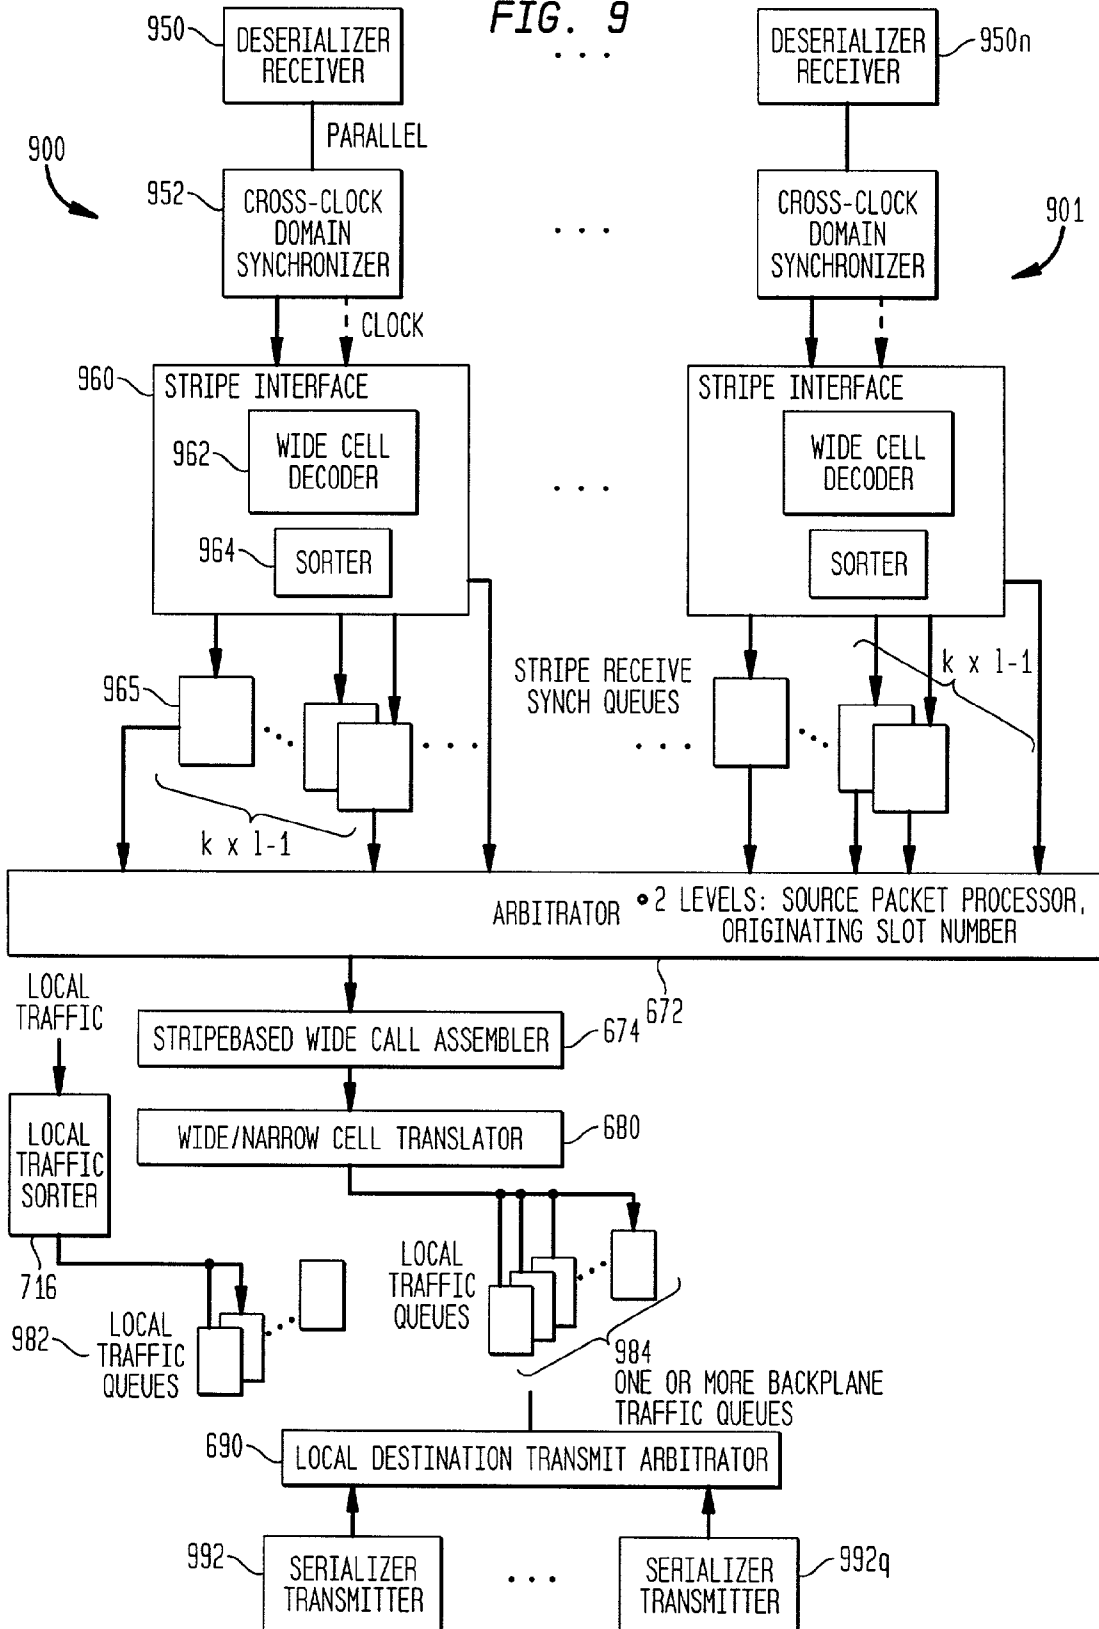 FIG. 9
950
DESERIALIZER
RECEIVER
. . .
DESERIALIZER
RECEIVER
950n
PARALLEL
900
952
CROSS-CLOCK
DOMAIN
SYNCHRONIZER
. . .
CROSS-CLOCK
DOMAIN
SYNCHRONIZER
901
CLOCK
960
STRIPE INTERFACE
962
WIDE CELL
DECODER
964
SORTER
. . .
STRIPE INTERFACE
WIDE CELL
DECODER
SORTER
965
STRIPE RECEIVE
SYNCH QUEUES
k x l-1
k x l-1
ARBITRATOR
• 2 LEVELS: SOURCE PACKET PROCESSOR,
ORIGINATING SLOT NUMBER
672
LOCAL
TRAFFIC
STRIPEBASED WIDE CALL ASSEMBLER
674
WIDE/NARROW CELL TRANSLATOR
680
LOCAL
TRAFFIC
SORTER
716
982
LOCAL
TRAFFIC
QUEUES
LOCAL
TRAFFIC
QUEUES
984
ONE OR MORE BACKPLANE
TRAFFIC QUEUES
690
LOCAL DESTINATION TRANSMIT ARBITRATOR
992
SERIALIZER
TRANSMITTER
. . .
SERIALIZER
TRANSMITTER
992q